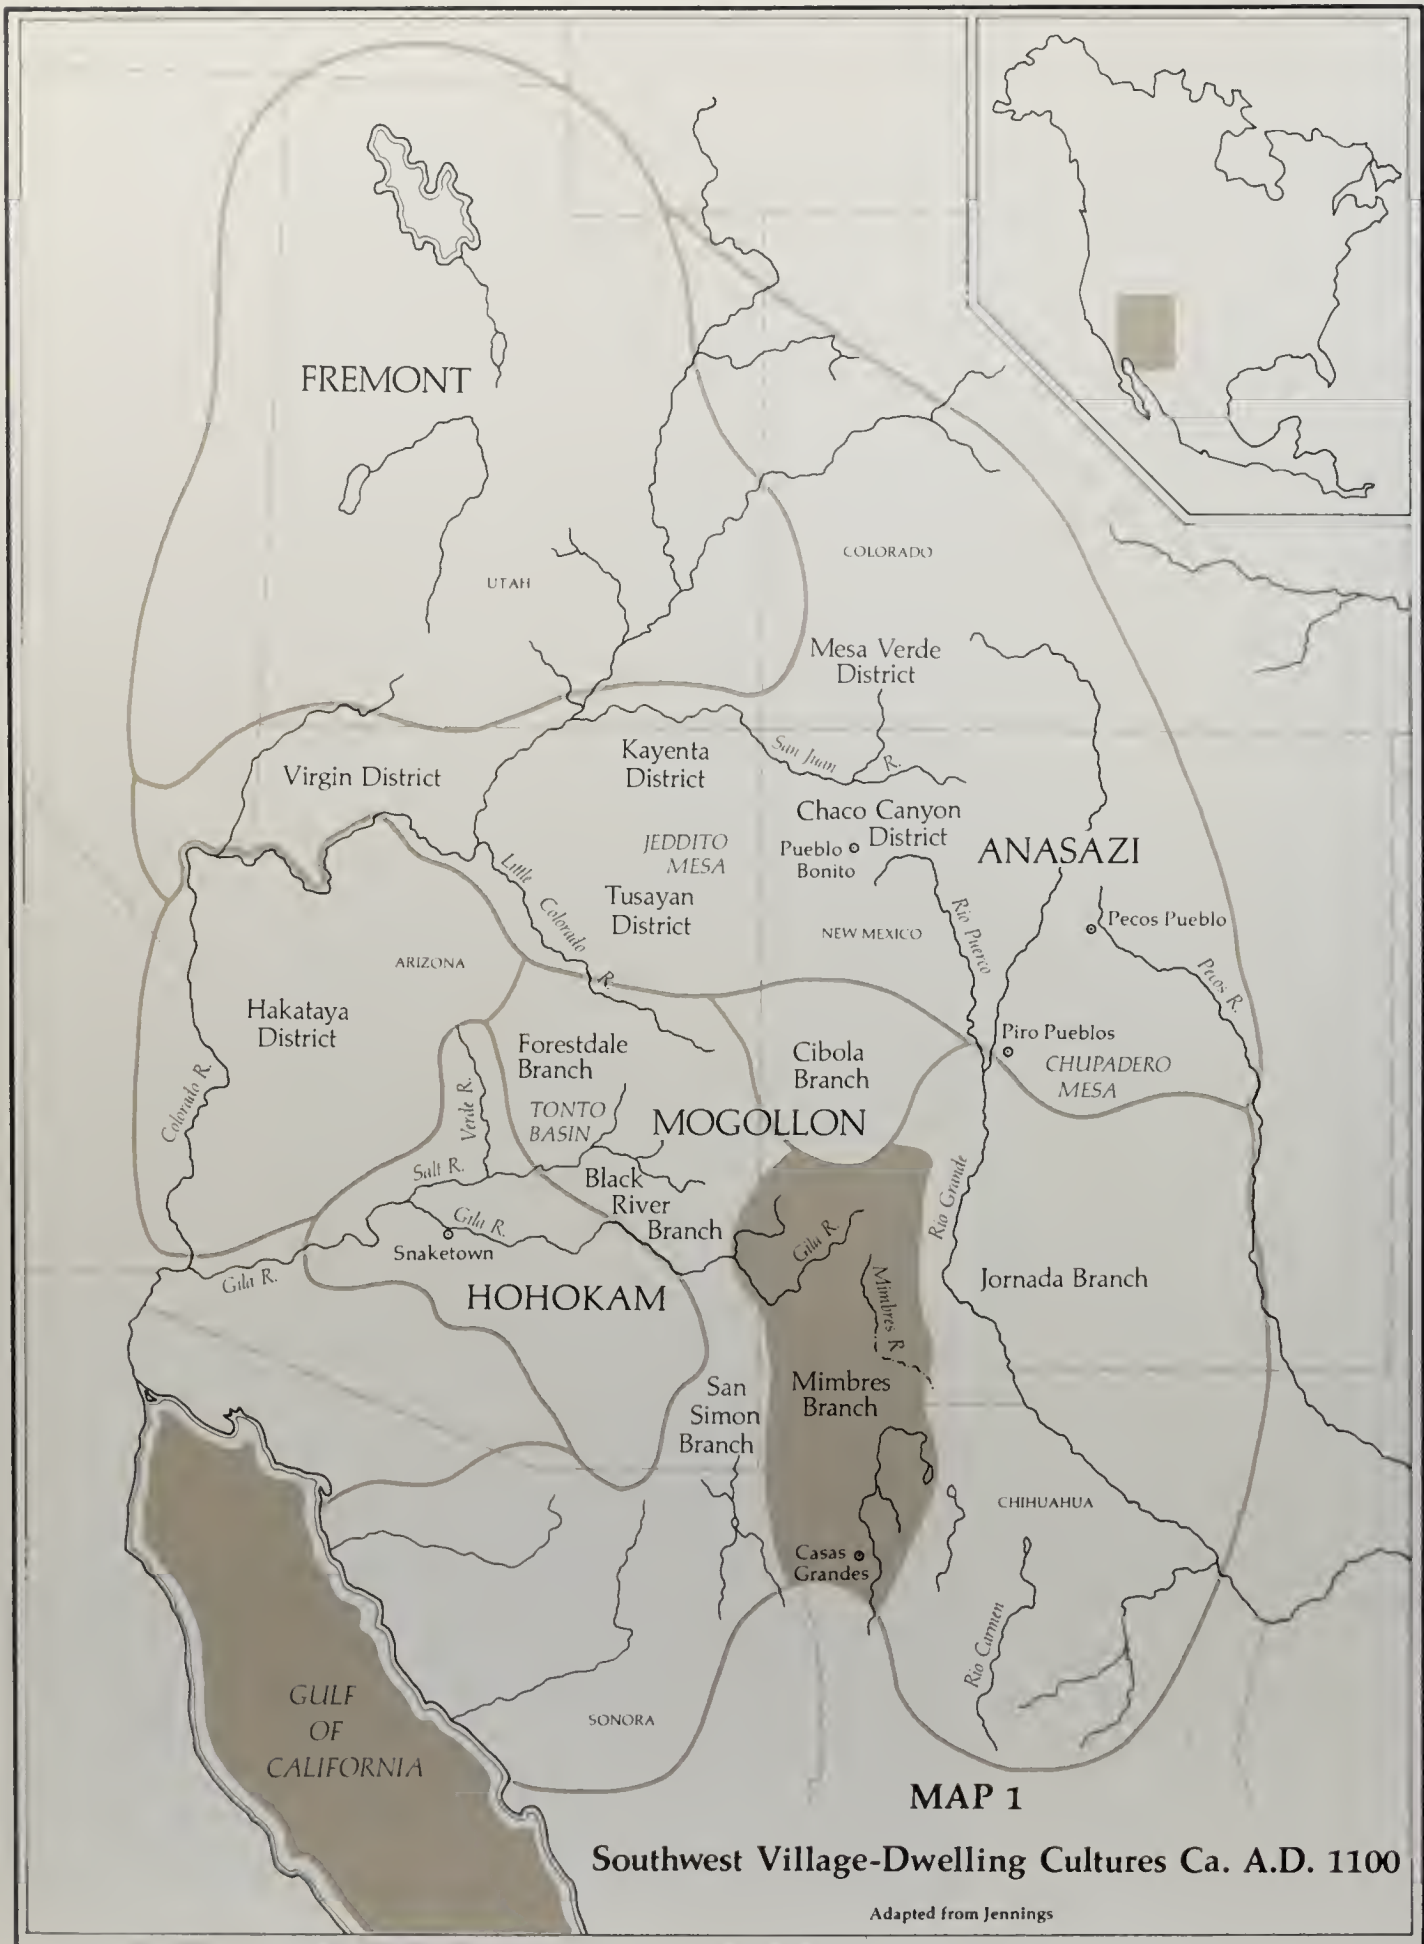 FREMONT
UTAH
COLORADO
Mesa Verde
District
Kayenta
District
San Juan
R.
Virgin District
Chaco Canyon
District
JEDDITO
MESA
Pueblo
Bonito
ANASAZI
Little
Colorado
R.
Tusayan
District
NEW MEXICO
Rio Puerco
Pecos Pueblo
Pecos R.
ARIZONA
Hakataya
District
Forestdale
Branch
Cibola
Branch
Piro Pueblos
CHUPADERO
MESA
Colorado R.
Verde R.
TONTO
BASIN
MOGOLLON
Salt R.
Black
River
Branch
Rio Grande
Gila R.
Gila R.
Snaketown
Gila R.
HOHOKAM
Mimbres R
Jornada Branch
San
Simon
Branch
Mimbres
Branch
CHIHUAHUA
Casas
Grandes
Rio Carmen
GULF
OF
CALIFORNIA
SONORA
MAP 1
Southwest Village-Dwelling Cultures Ca. A.D. 1100
Adapted from Jennings